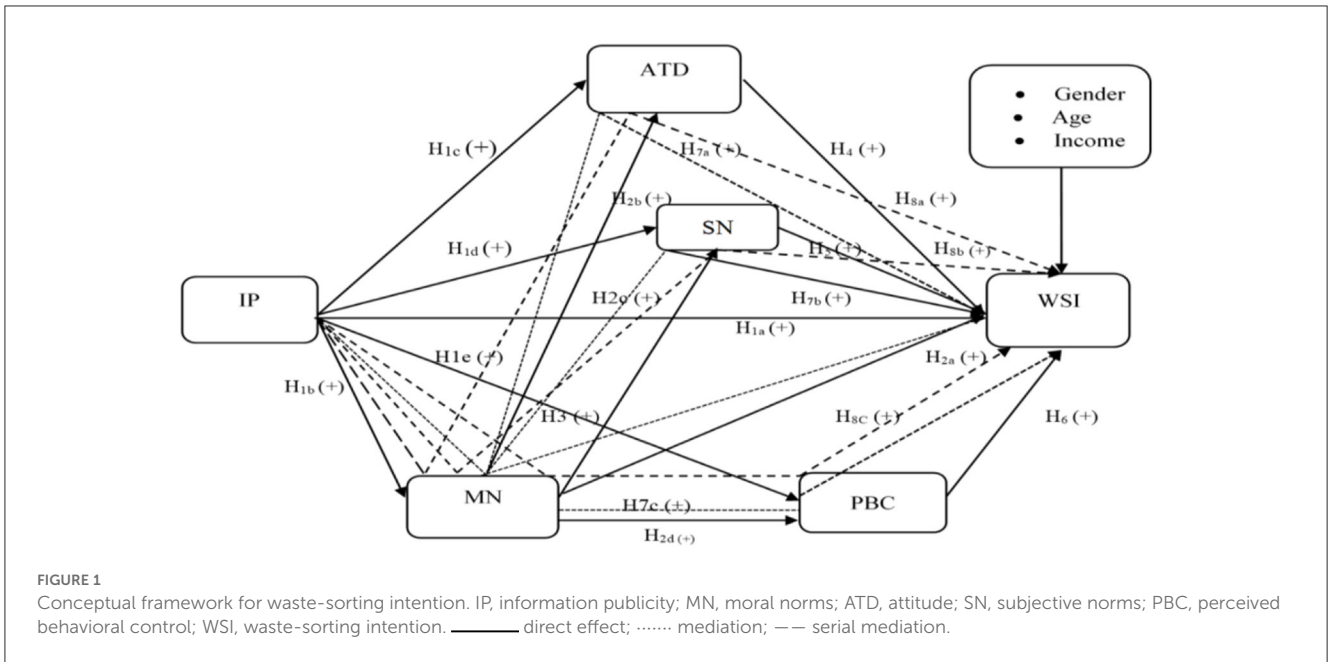 ATD
• Gender
• Age
• Income
H1c (+)
H7a (+)
H4 (+)
H2b (+)
H8a (+)
SN
H1d (+)
H5 (+)
H8b (+)
IP
H2c (+)
H7b (+)
WSI
H1a (+)
H1e (+)
H2a (+)
H1b (+)
H3 (+)
H8C (+)
H6 (+)
MN
PBC
H7c (+)
H2d (+)
FIGURE 1
Conceptual framework for waste-sorting intention. IP, information publicity; MN, moral norms; ATD, attitude; SN, subjective norms; PBC, perceived
behavioral control; WSI, waste-sorting intention. ——— direct effect; ······· mediation; —— serial mediation.